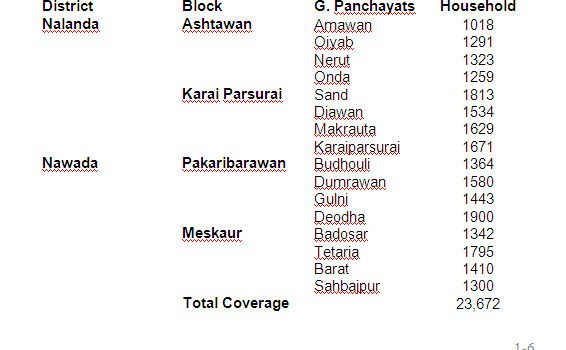 District Block G. Panchayats Household
Nalanda Ashtawan Amawan 1018
Oiyab 1291
Nerut 1323
Onda 1259
Karai Parsurai Sand 1813
Diawan 1534
Makrauta 1629
Karaiparsurai 1671
Nawada Pakaribarawan Budhouli 1364
Dumrawan 1580
Gulni 1443
Deodha 1900
Meskaur Badosar 1342
Tetaria 1795
Barat 1410
Sahbajpur 1300
Total Coverage 23,672
1-6